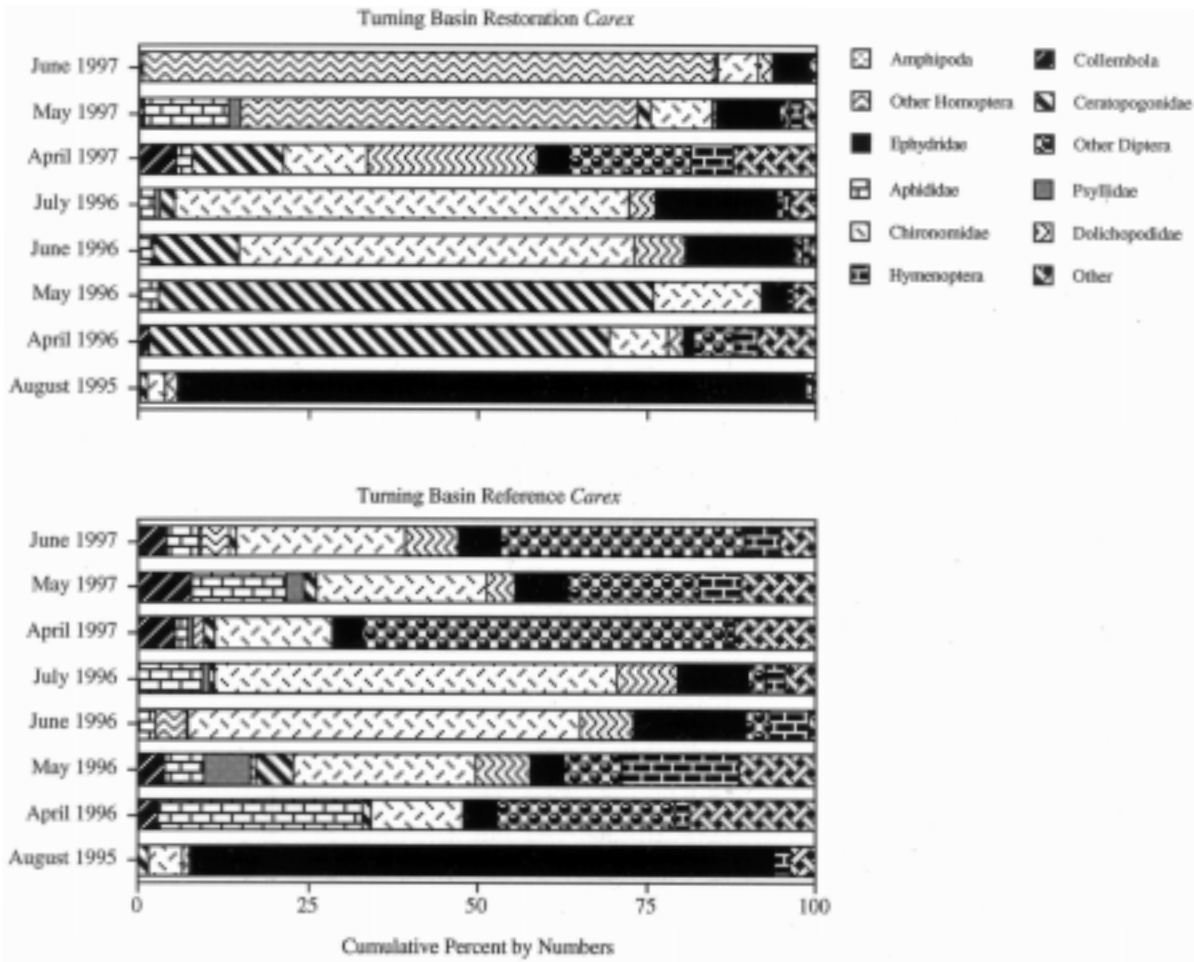 Turning Basin Restoration Carex
June 1997
May 1997
April 1997
July 1996
June 1996
May 1996
April 1996
August 1995
Amphipoda
Other Homoptera
Ephydridae
Aphididae
Chironomidae
Hymenoptera
Collembola
Ceratopogonidae
Other Diptera
Psyllidae
Dolichopodidae
Other
Turning Basin Reference Carex
June 1997
May 1997
April 1997
July 1996
June 1996
May 1996
April 1996
August 1995
0 25 50 75 100
Cumulative Percent by Numbers